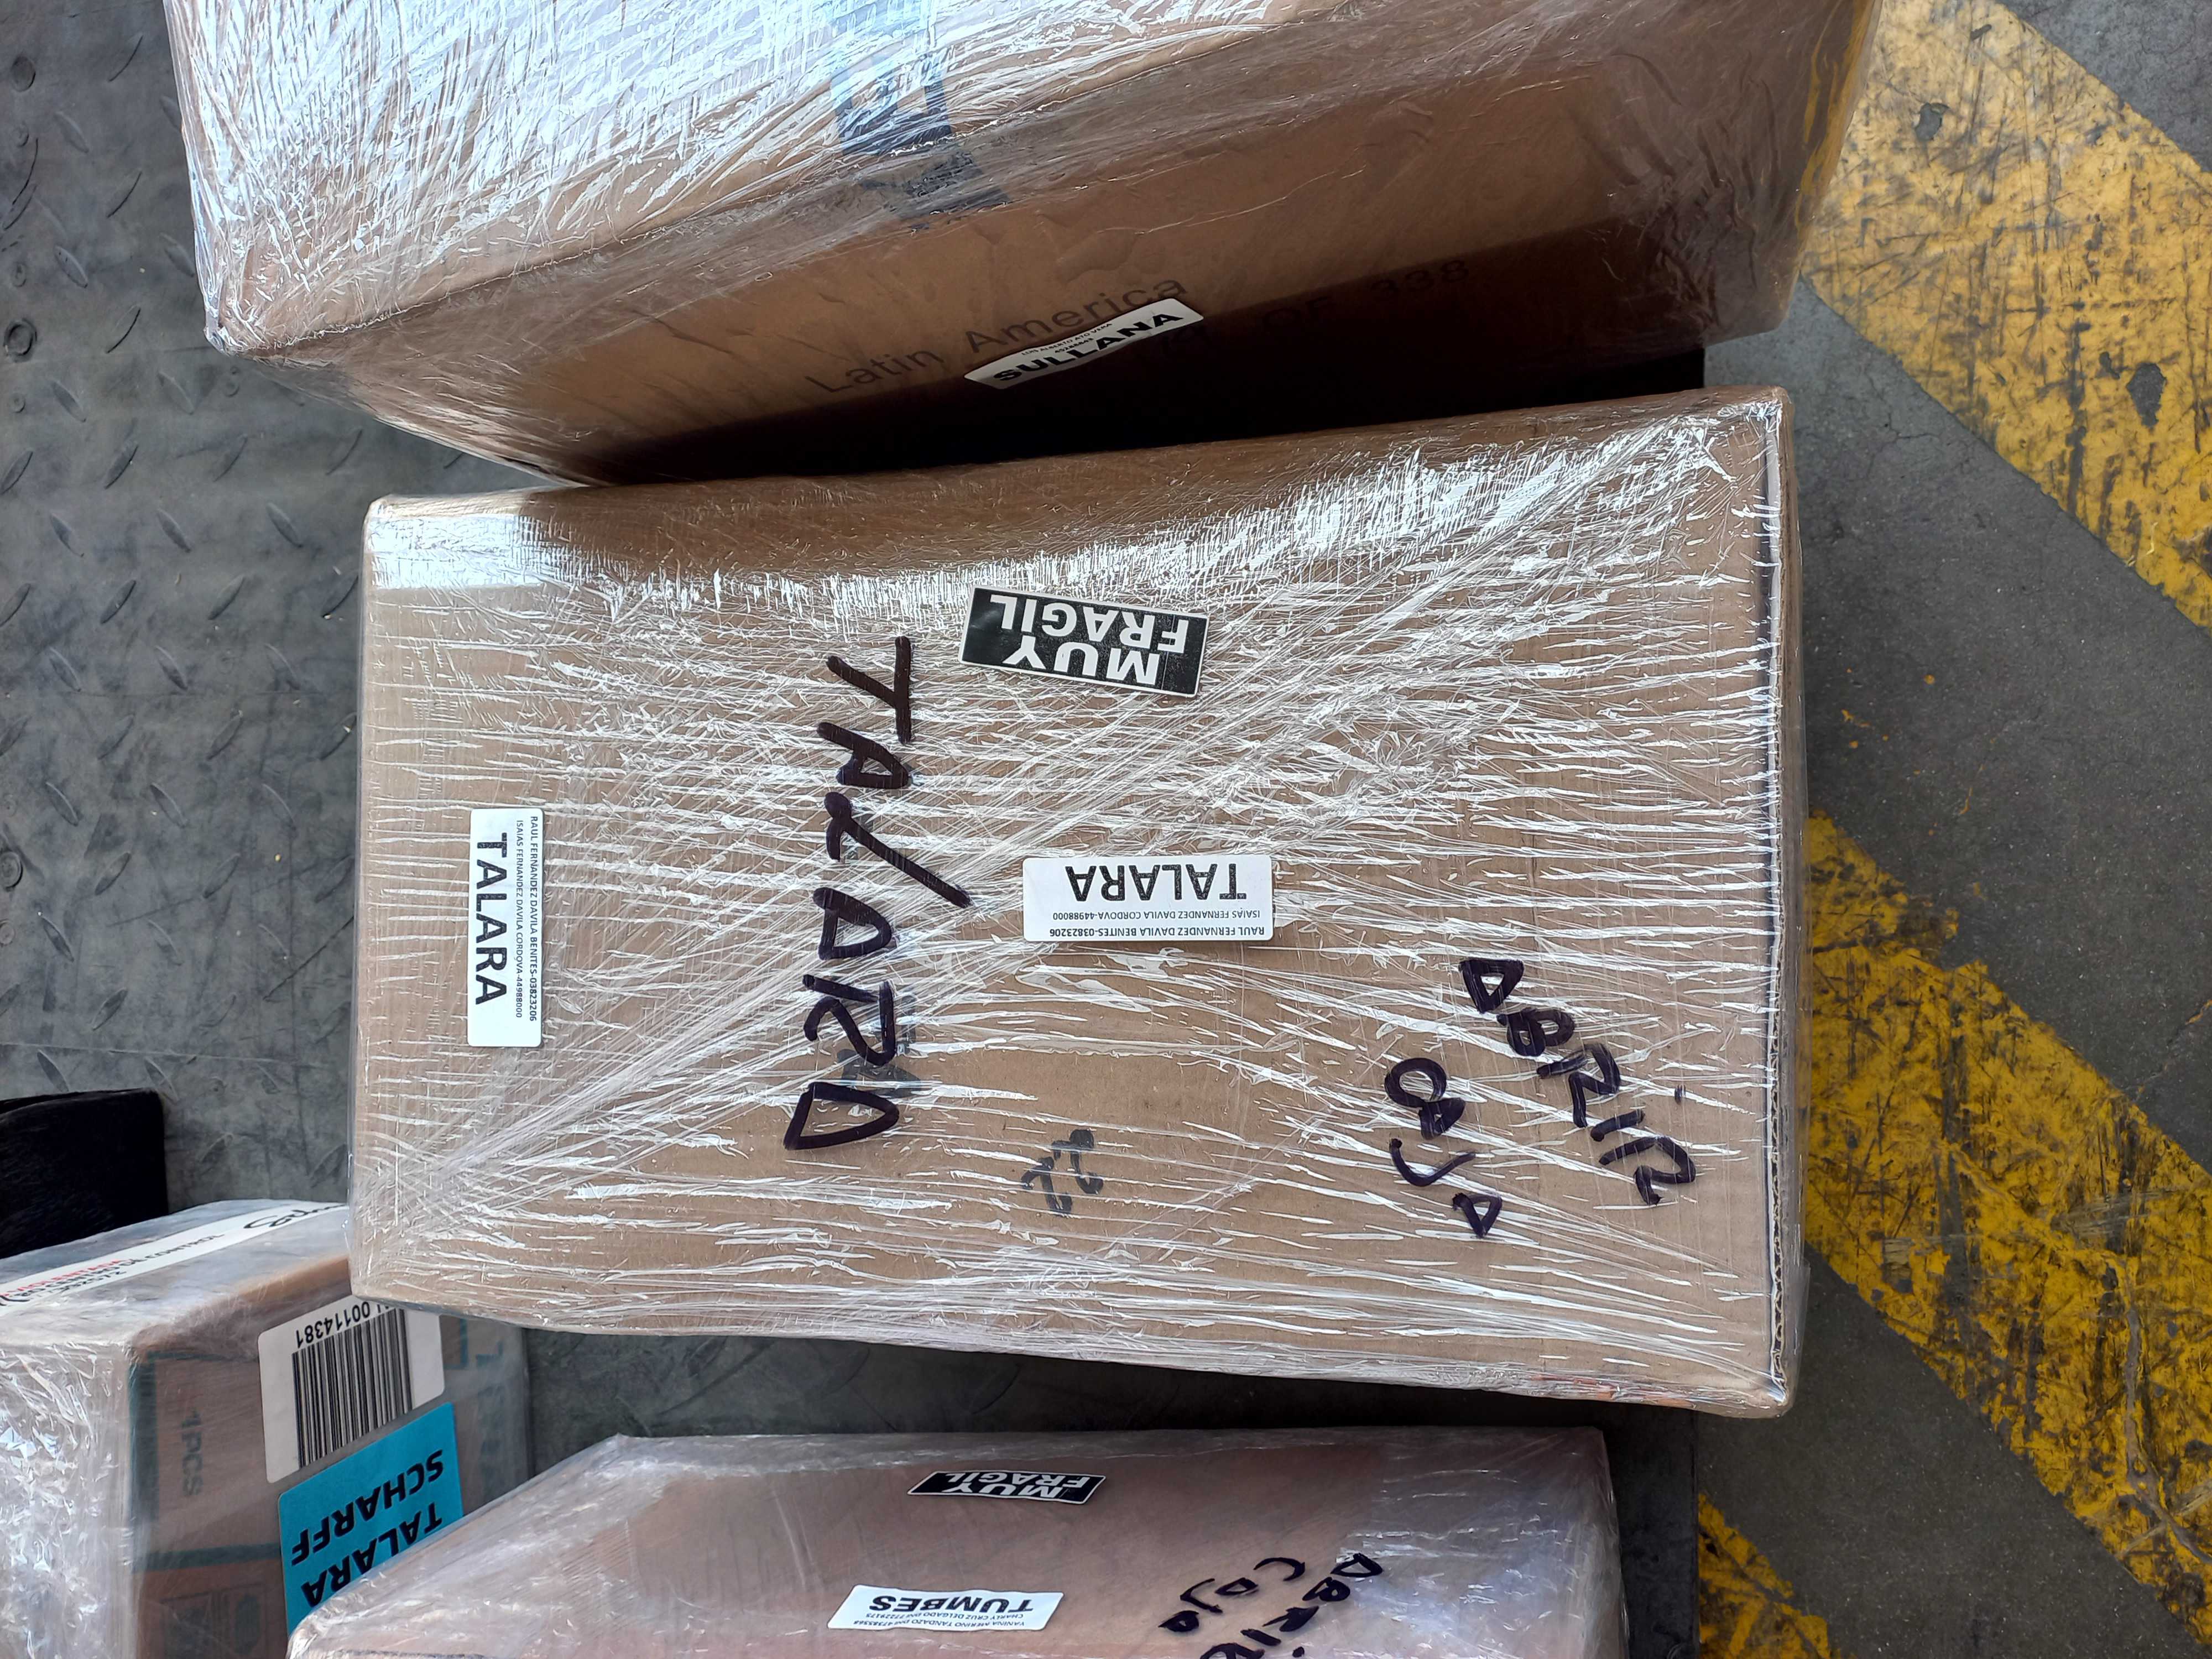 Latin America
OF 338
SULLANA
MUY
FRAGIL
TALARA
RAUL FERNANDEZ DAVILA BENITES-03823206
ISAIAS FERNANDEZ DAVILA CORDOVA-44988000
TALARA
RAUL FERNANDEZ DAVILA BENITES-03823206
ISAIAS FERNANDEZ DAVILA CORDOVA-44988000
TALARA
ABRIR
CAJA
22
00114381
1PCS
TALARA
SCHARFF
MUY
FRAGIL
TUMBES
ABRIR
CAJA